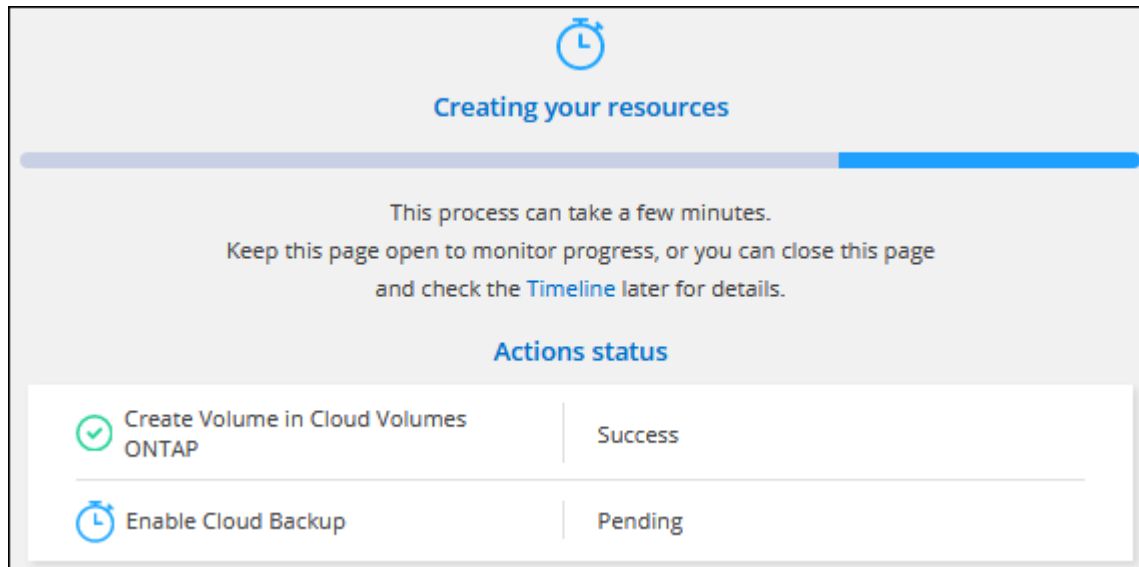 Creating your resources
This process can take a few minutes.
Keep this page open to monitor progress, or you can close this page
and check the Timeline later for details.
Actions status
Create Volume in Cloud Volumes
ONTAP
Success
Enable Cloud Backup
Pending